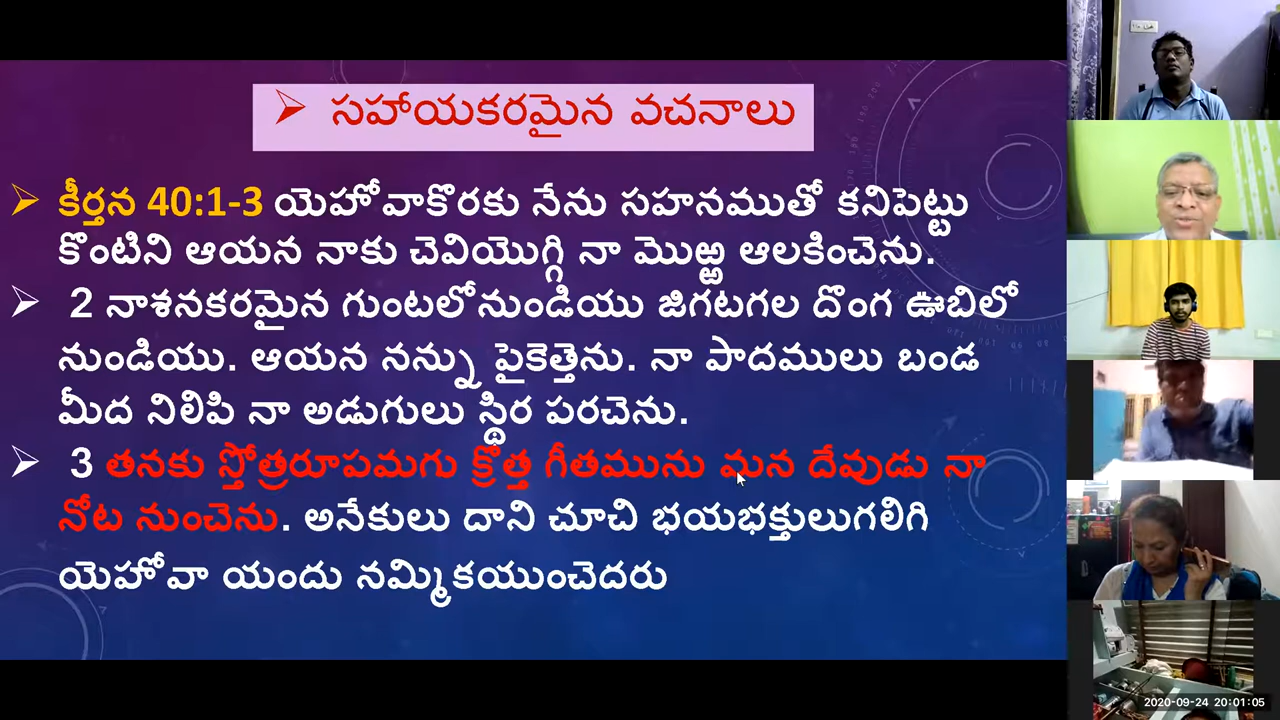 ➢ సహాయకరమైన వచనాలు
➢ కీర్తన 40:1-3 యెహోవాకొరకు నేను సహనముతో కనిపెట్టు
కొంటిని ఆయన నాకు చెవియొగ్గి నా మొఱ్ఱ ఆలకించెను.
➢ 2 నాశనకరమైన గుంటలోనుండియు జిగటగల దొంగ ఊబిలో
నుండియు. ఆయన నన్ను పైకెత్తెను. నా పాదములు బండ
మీద నిలిపి నా అడుగులు స్థిర పరచెను.
➢ 3 తనకు స్తోత్రరూపమగు క్రొత్త గీతమును మన దేవుడు నా
నోట నుంచెను. అనేకులు దాని చూచి భయభక్తులుగలిగి
యెహోవా యందు నమ్మికయుంచెదరు
2020-09-24 20:01:05